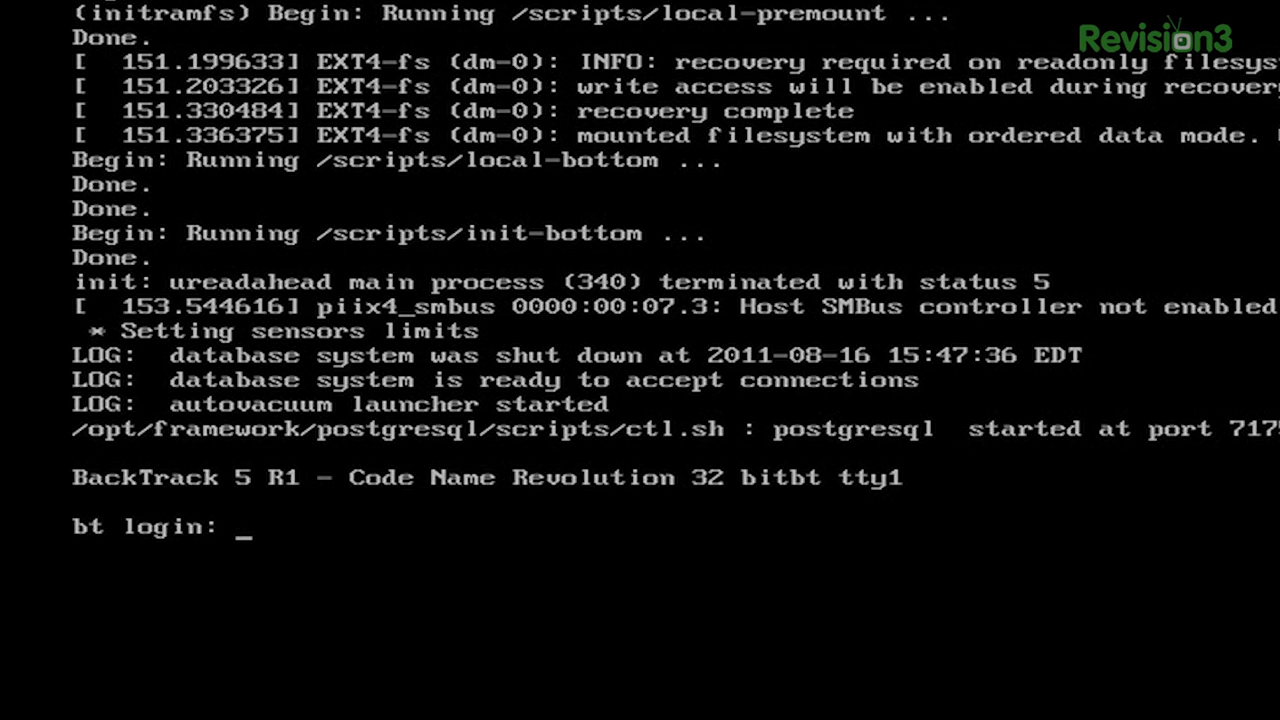 (initramfs) Begin: Running /scripts/local-premount ...
Revision3
Done.
[ 151.199633] EXT4-fs (dm-0): INFO: recovery required on readonly filesys
[ 151.203326] EXT4-fs (dm-0): write access will be enabled during recovery
[ 151.330484] EXT4-fs (dm-0): recovery complete
[ 151.336375] EXT4-fs (dm-0): mounted filesystem with ordered data mode.
Begin: Running /scripts/local-bottom ...
Done.
Done.
Begin: Running /scripts/init-bottom ...
Done.
init: ureadahead main process (340) terminated with status 5
[ 153.544616] piix4_smbus 0000:00:07.3: Host SMBus controller not enabled
* Setting sensors limits
LOG: database system was shut down at 2011-08-16 15:47:36 EDT
LOG: database system is ready to accept connections
LOG: autovacuum launcher started
/opt/framework/postgresql/scripts/ctl.sh : postgresql started at port 717
BackTrack 5 R1 - Code Name Revolution 32 bitbt tty1
bt login: _